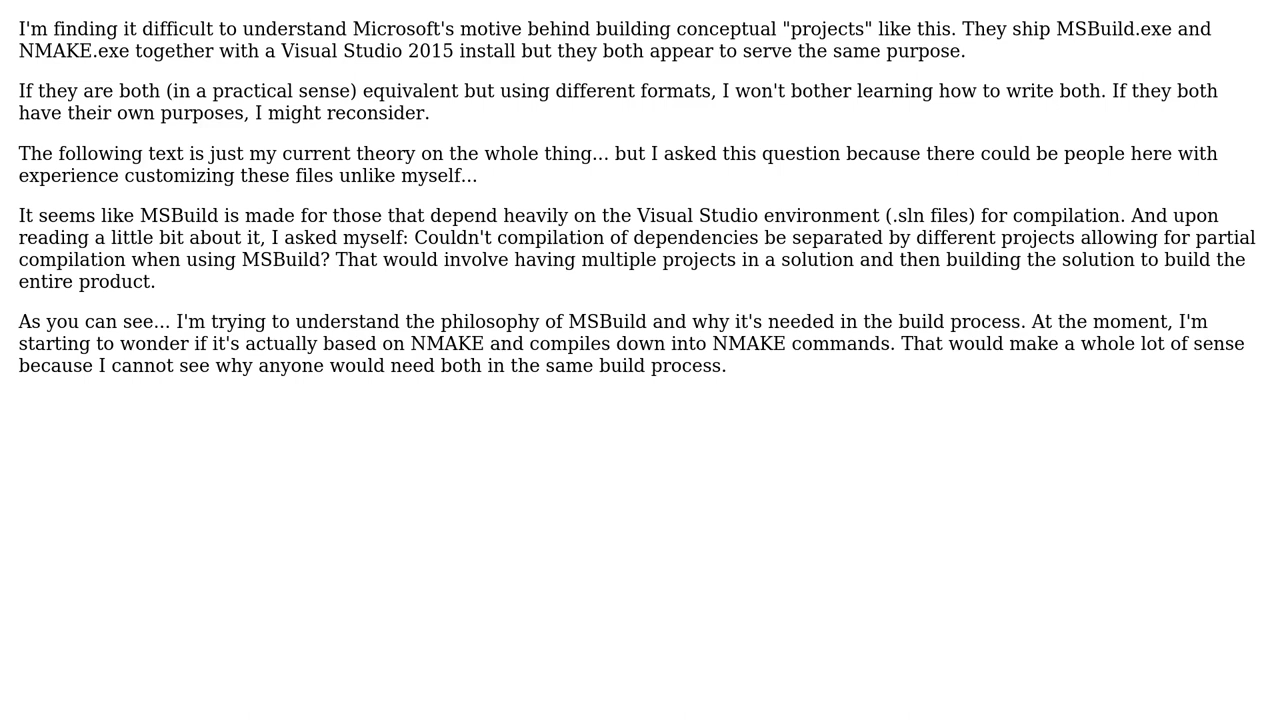 I'm finding it difficult to understand Microsoft's motive behind building conceptual "projects" like this. They ship MSBuild.exe and
NMAKE.exe together with a Visual Studio 2015 install but they both appear to serve the same purpose.
If they are both (in a practical sense) equivalent but using different formats, I won't bother learning how to write both. If they both
have their own purposes, I might reconsider.
The following text is just my current theory on the whole thing... but I asked this question because there could be people here with
experience customizing these files unlike myself...
It seems like MSBuild is made for those that depend heavily on the Visual Studio environment (.sln files) for compilation. And upon
reading a little bit about it, I asked myself: Couldn't compilation of dependencies be separated by different projects allowing for partial
compilation when using MSBuild? That would involve having multiple projects in a solution and then building the solution to build the
entire product.
As you can see... I'm trying to understand the philosophy of MSBuild and why it's needed in the build process. At the moment, I'm
starting to wonder if it's actually based on NMAKE and compiles down into NMAKE commands. That would make a whole lot of sense
because I cannot see why anyone would need both in the same build process.